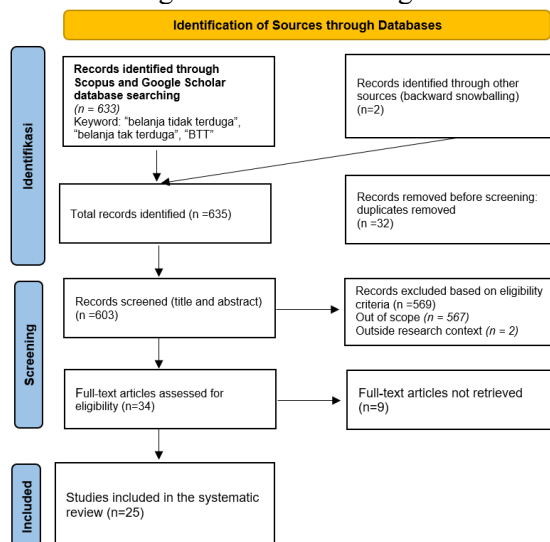 Identification of Sources through Databases
Identifikasi
Records identified through
Scopus and Google Scholar
database searching
(n = 633)
Keyword: "belanja tidak terduga",
"belanja tak terduga", "BTT"
Records identified through other
sources (backward snowballing)
(n=2)
Total records identified (n =635)
Records removed before screening:
duplicates removed
(n =32)
Screening
Records screened (title and abstract)
(n =603)
Records excluded based on eligibility
criteria (n =569)
Out of scope (n = 567)
Outside research context (n = 2)
Full-text articles assessed for
eligibility (n=34)
Full-text articles not retrieved
(n=9)
Included
Studies included in the systematic
review (n=25)